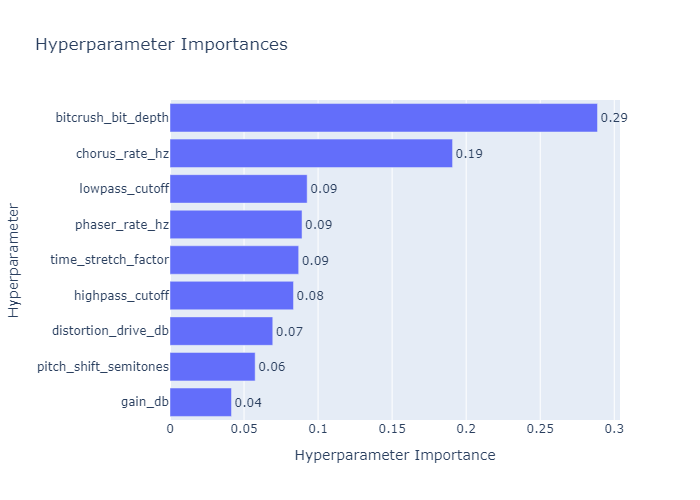 Hyperparameter Importances
Hyperparameter
bitcrush_bit_depth 0.29
chorus_rate_hz 0.19
lowpass_cutoff 0.09
phaser_rate_hz 0.09
time_stretch_factor 0.09
highpass_cutoff 0.08
distortion_drive_db 0.07
pitch_shift_semitones 0.06
gain_db 0.04
0 0.05 0.1 0.15 0.2 0.25 0.3
Hyperparameter Importance